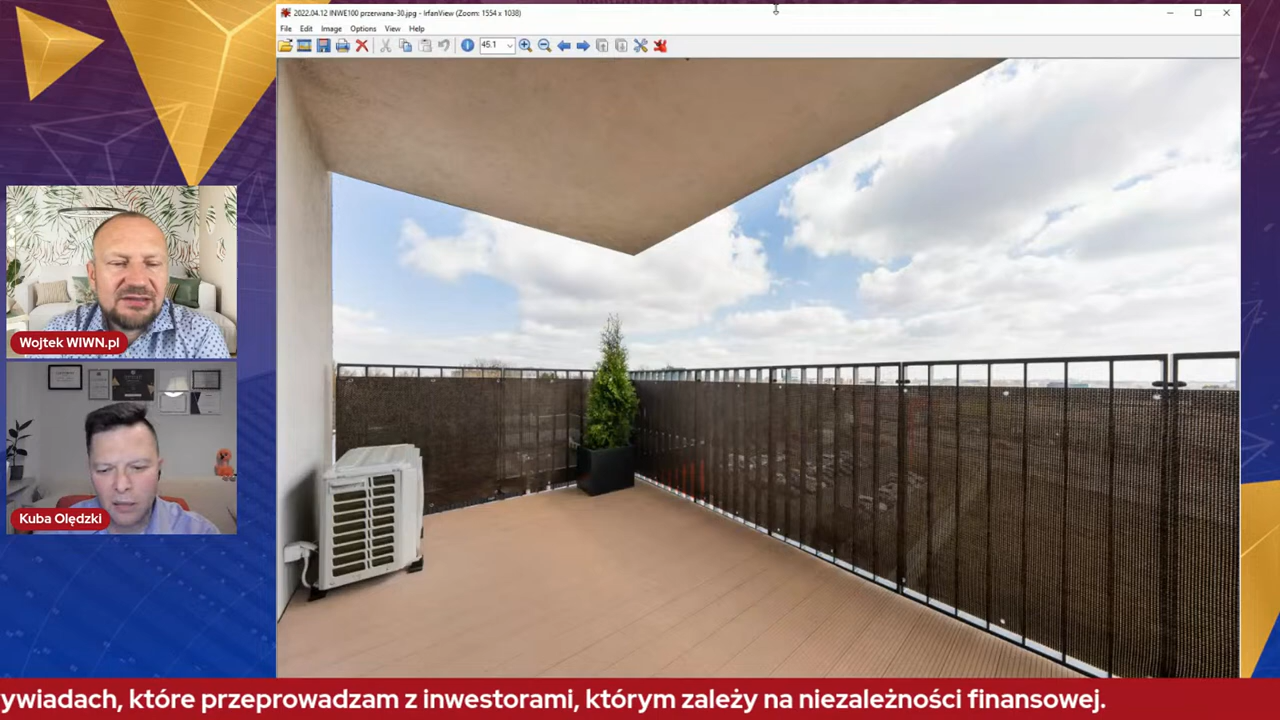 2022.04.12 INWE100 przerwana-30.jpg - IrfanView (Zoom: 1554 x 1038)
File Edit Image Options View Help
45.1
Wojtek WIWN.pl
Kuba Olędzki
ywiadach, które przeprowadzam z inwestorami, którym zależy na niezależności finansowej.